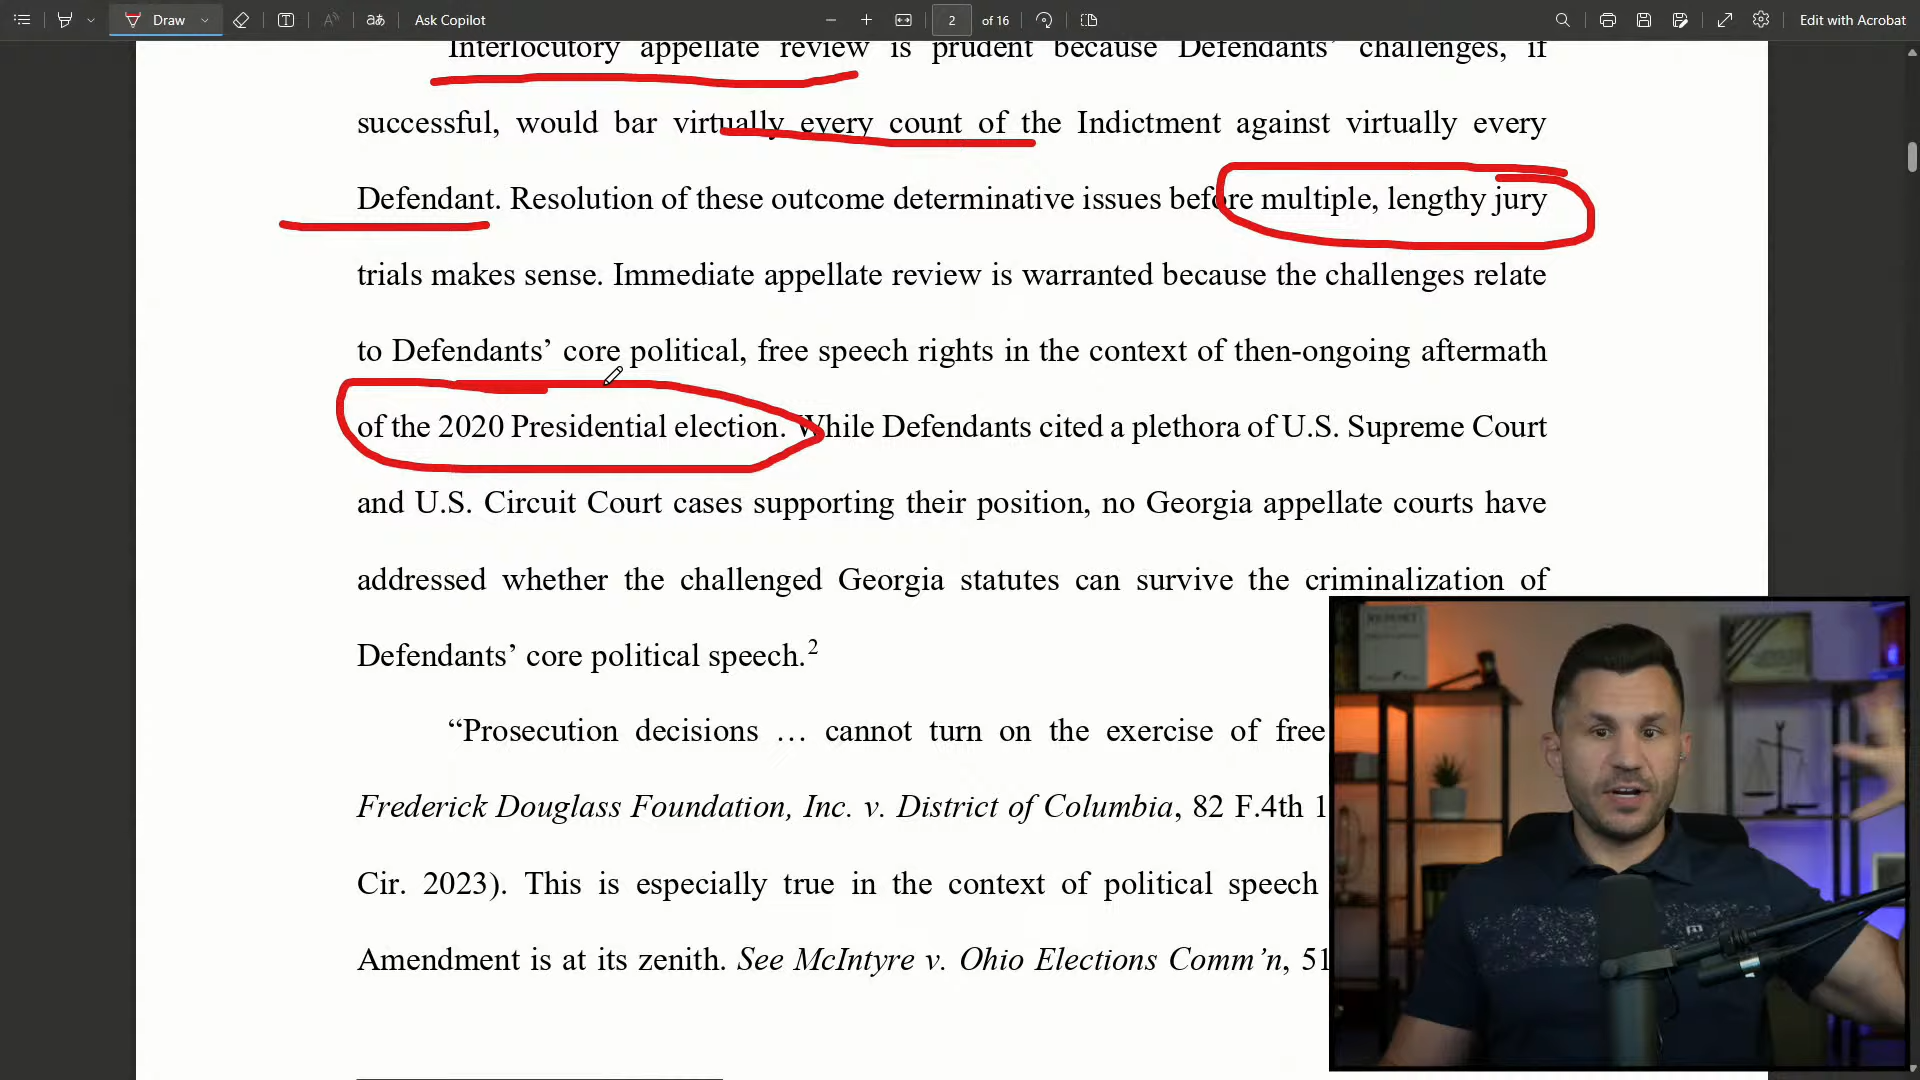 Draw
aあ
Ask Copilot
2
of 16
Edit with Acrobat
Interlocutory appellate review is prudent because Defendants’ challenges, if
successful, would bar virtually every count of the Indictment against virtually every
Defendant. Resolution of these outcome determinative issues before multiple, lengthy jury
trials makes sense. Immediate appellate review is warranted because the challenges relate
to Defendants’ core political, free speech rights in the context of then-ongoing aftermath
of the 2020 Presidential election. While Defendants cited a plethora of U.S. Supreme Court
and U.S. Circuit Court cases supporting their position, no Georgia appellate courts have
addressed whether the challenged Georgia statutes can survive the criminalization of
Defendants’ core political speech.2
“Prosecution decisions … cannot turn on the exercise of free
Frederick Douglass Foundation, Inc. v. District of Columbia, 82 F.4th 1
Cir. 2023). This is especially true in the context of political speech
Amendment is at its zenith. See McIntyre v. Ohio Elections Comm’n, 51